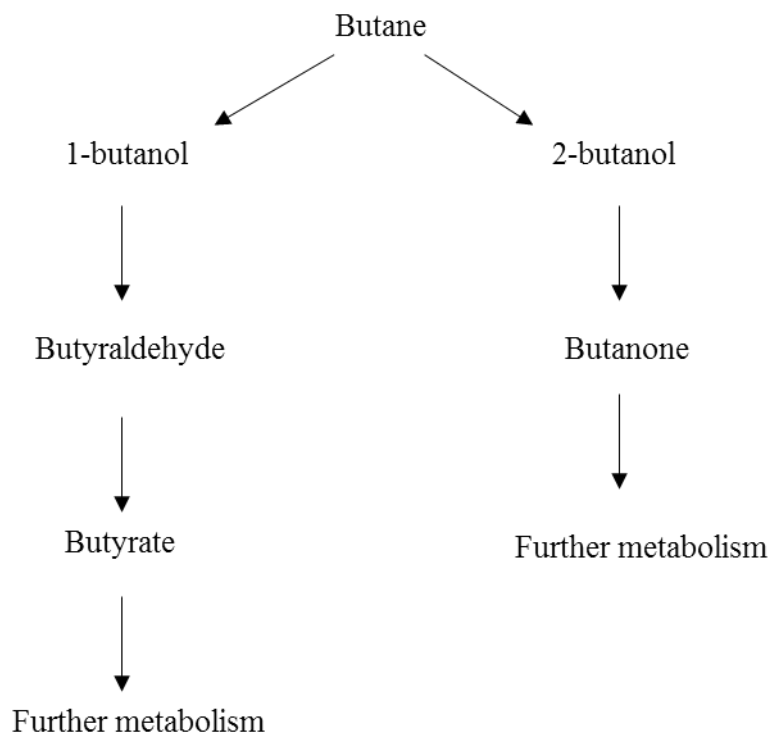 Butane
1-butanol
2-butanol
Butyraldehyde
Butanone
Butyrate
Further metabolism
Further metabolism